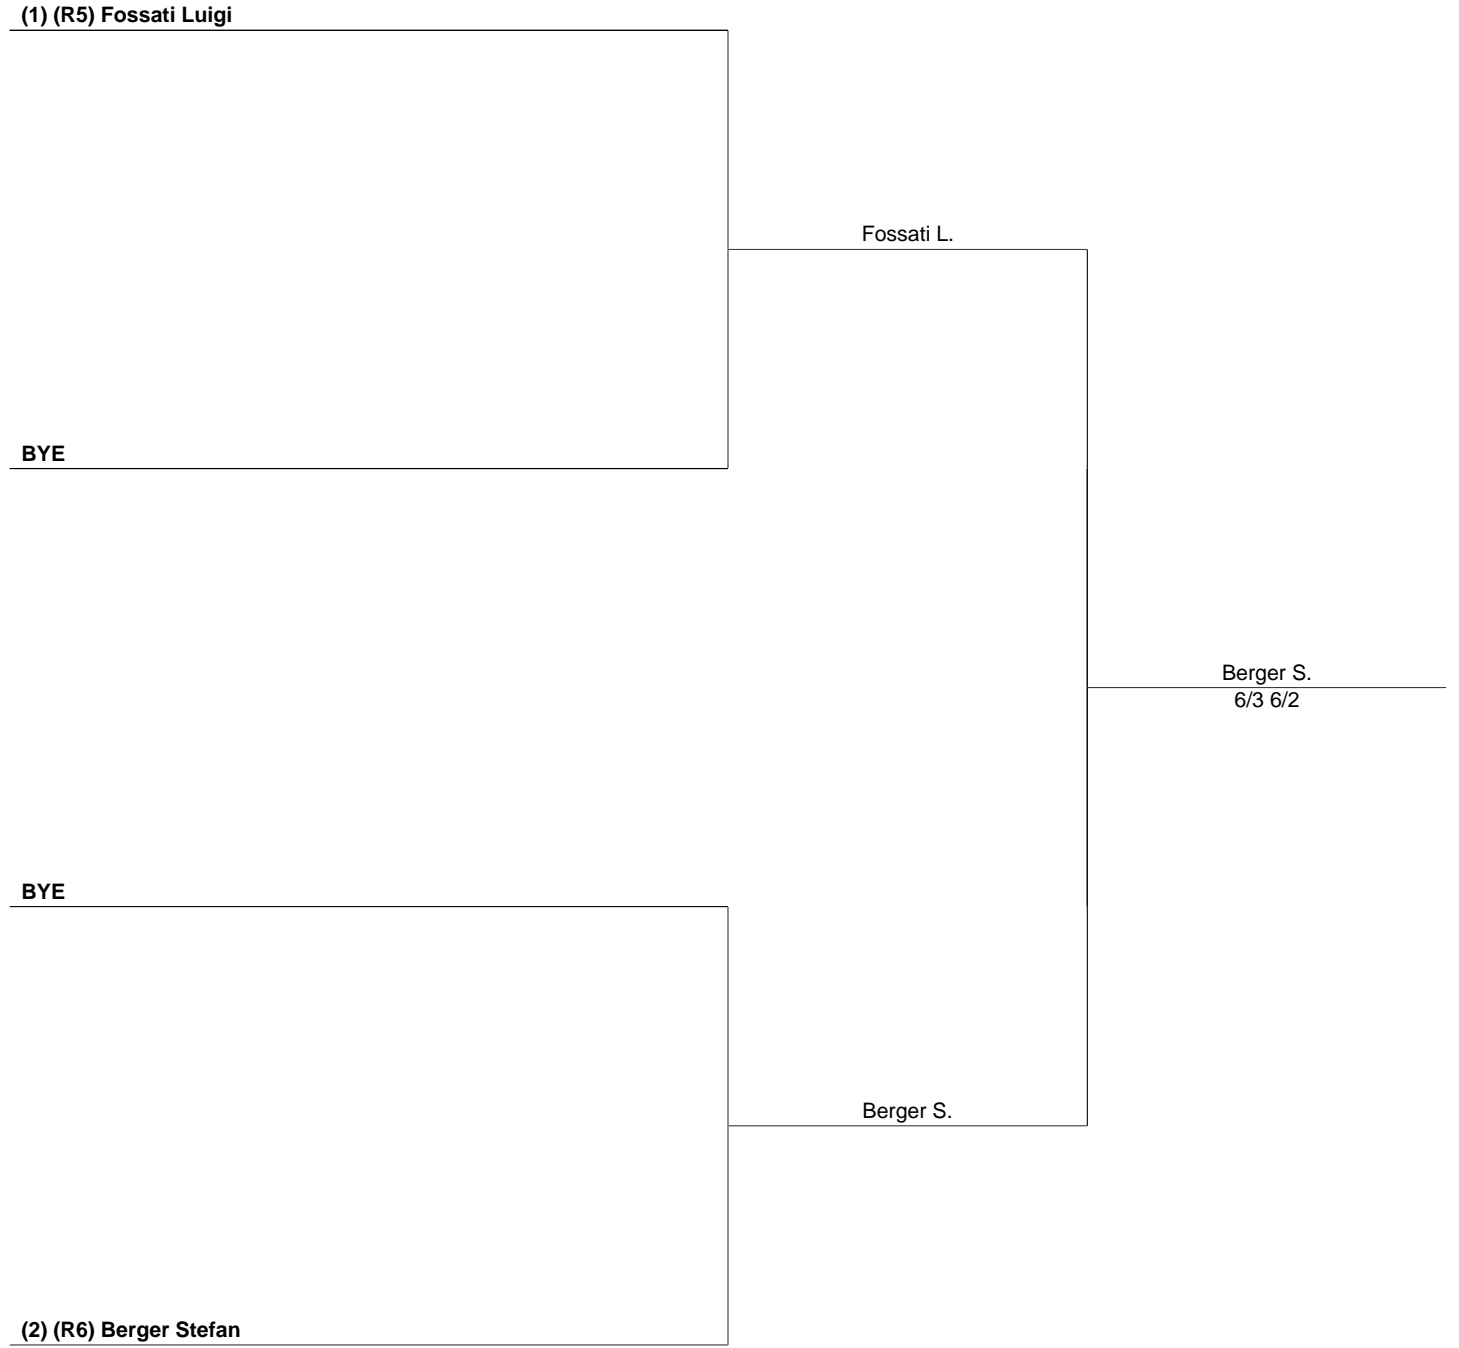 (1) (R5) Fossati Luigi
Fossati L.
BYE
Berger S.
6/3 6/2
BYE
Berger S.
(2) (R6) Berger Stefan